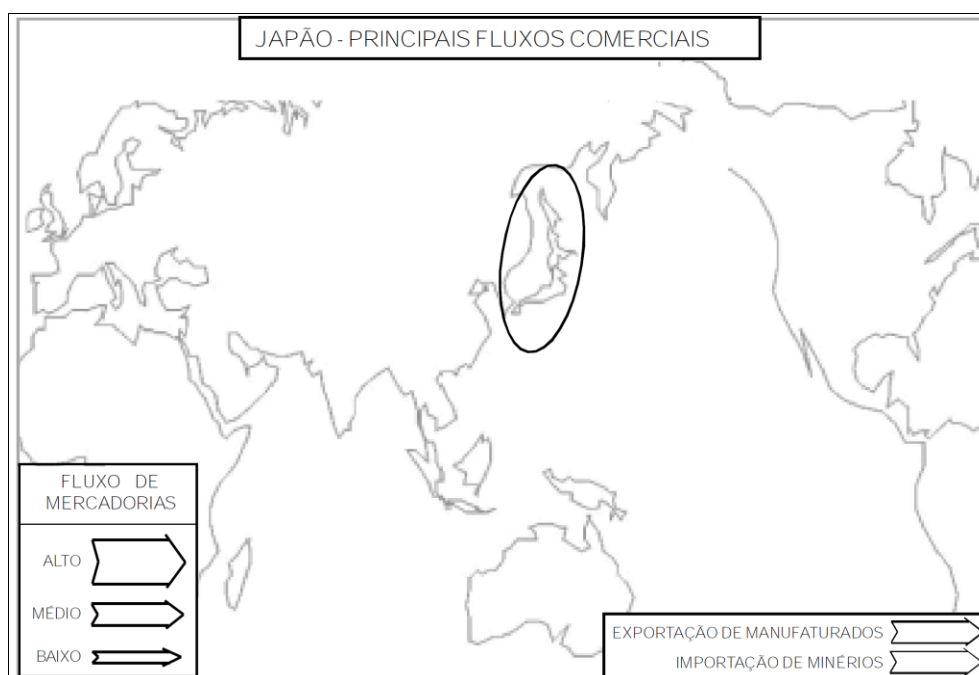 JAPÃO - PRINCIPAIS FLUXOS COMERCIAIS
FLUXO DE
MERCADORIAS
ALTO
MÉDIO
BAIXO
EXPORTAÇÃO DE MANUFATURADOS
IMPORTAÇÃO DE MINÉRIOS